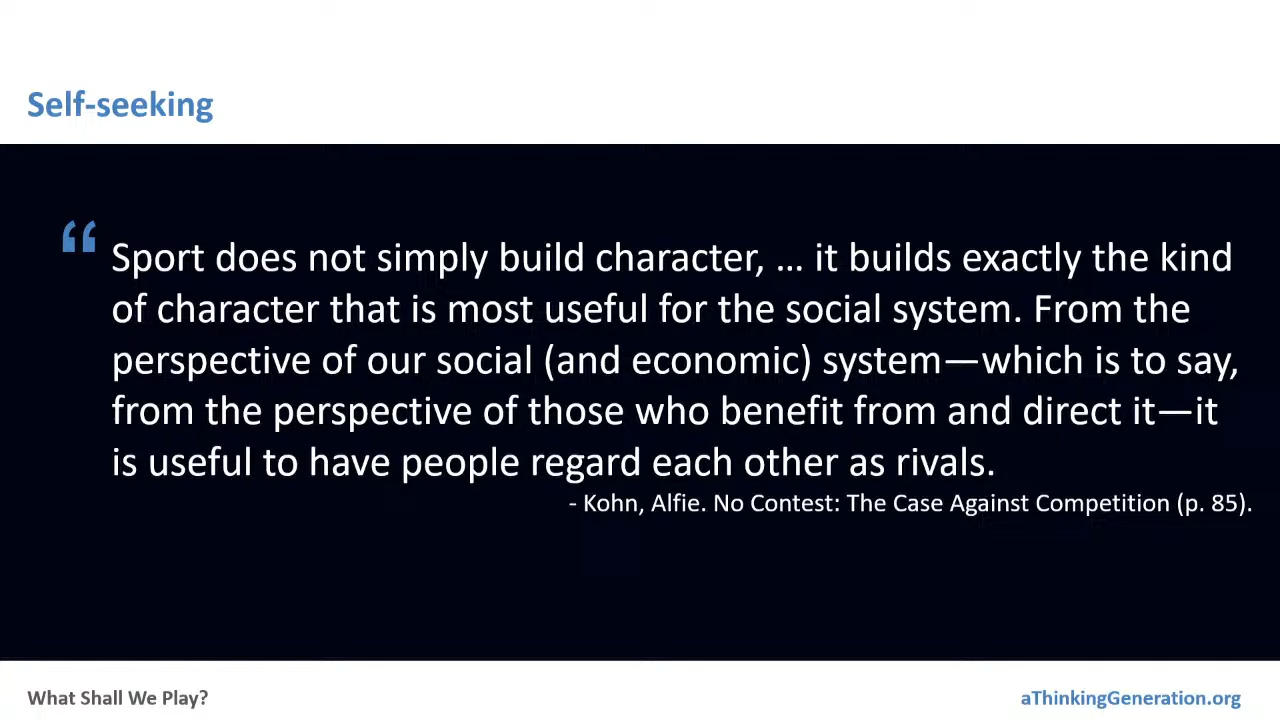 Self-seeking
“
Sport does not simply build character, … it builds exactly the kind
of character that is most useful for the social system. From the
perspective of our social (and economic) system—which is to say,
from the perspective of those who benefit from and direct it—it
is useful to have people regard each other as rivals.
- Kohn, Alfie. No Contest: The Case Against Competition (p. 85).
What Shall We Play?
aThinkingGeneration.org